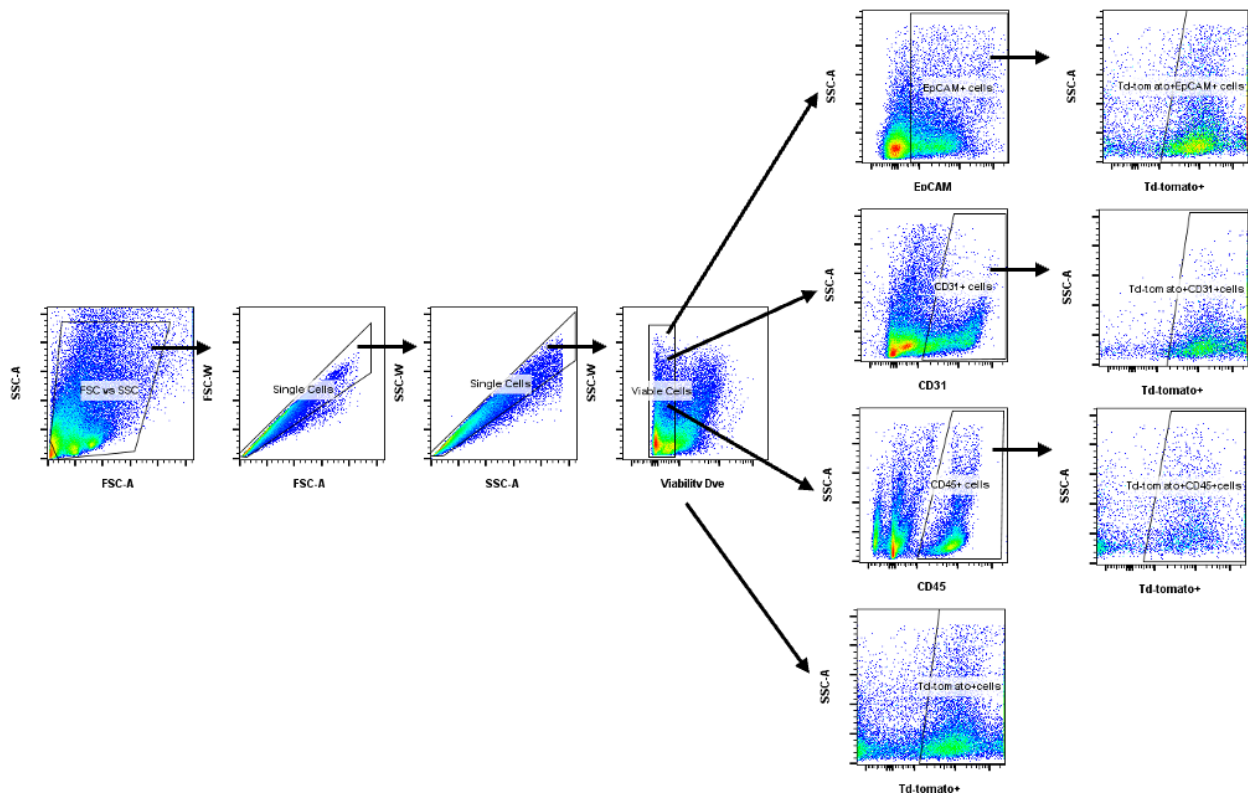 SSC-A
EpCAM+ cells
EpCAM
SSC-A
Td-tomato+EpCAM+ cells
Td-tomato+
SSC-A
CD31+ cells
CD31
SSC-A
Td-tomato+CD31+cells
Td-tomato+
SSC-A
FSC vs SSC
FSC-A
FSC-W
Single Cells
FSC-A
SSC-W
Single Cells
SSC-A
SSC-W
Viable Cells
Viability Dye
SSC-A
CD45+ cells
CD45
SSC-A
Td-tomato+CD45+cells
Td-tomato+
SSC-A
Td-tomato+cells
Td-tomato+